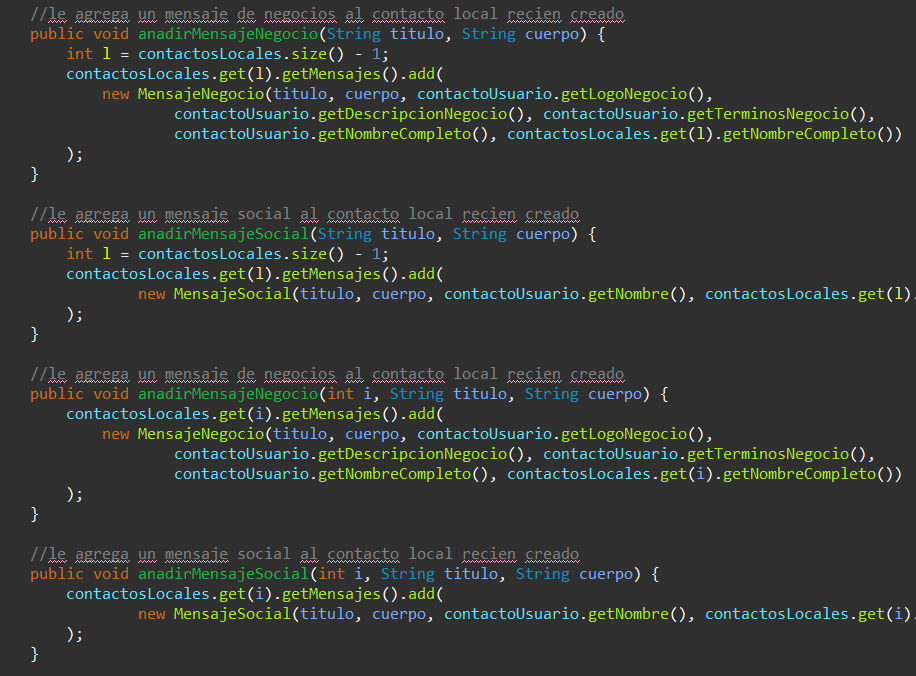 //le agrega un mensaje de negocios al contacto local recien creado
public void anadirMensajeNegocio(String titulo, String cuerpo) {
int l = contactosLocales.size() - 1;
contactosLocales.get(l).getMensajes().add(
new MensajeNegocio(titulo, cuerpo, contactoUsuario.getLogoNegocio(),
contactoUsuario.getDescripcionNegocio(), contactoUsuario.getTerminosNegocio(),
contactoUsuario.getNombreCompleto(), contactosLocales.get(l).getNombreCompleto())
);
}
//le agrega un mensaje social al contacto local recien creado
public void anadirMensajeSocial(String titulo, String cuerpo) {
int l = contactosLocales.size() - 1;
contactosLocales.get(l).getMensajes().add(
new MensajeSocial(titulo, cuerpo, contactoUsuario.getNombre(), contactosLocales.get(l).
);
}
//le agrega un mensaje de negocios al contacto local recien creado
public void anadirMensajeNegocio(int i, String titulo, String cuerpo) {
contactosLocales.get(i).getMensajes().add(
new MensajeNegocio(titulo, cuerpo, contactoUsuario.getLogoNegocio(),
contactoUsuario.getDescripcionNegocio(), contactoUsuario.getTerminosNegocio(),
contactoUsuario.getNombreCompleto(), contactosLocales.get(i).getNombreCompleto())
);
}
//le agrega un mensaje social al contacto local recien creado
public void anadirMensajeSocial(int i, String titulo, String cuerpo) {
contactosLocales.get(i).getMensajes().add(
new MensajeSocial(titulo, cuerpo, contactoUsuario.getNombre(), contactosLocales.get(i).
);
}